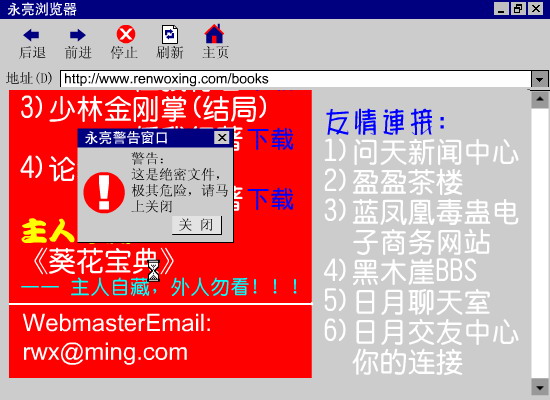 永亮浏览器
后退 前进 停止 刷新 主页
地址(D) http://www.renwoxing.com/books
3)少林金刚掌(结局)
著下载
4)论
著下载
主人
《葵花宝典》
—— 主人自藏，外人勿看！！！
WebmasterEmail:
rwx@ming.com
永亮警告窗口
警告:
这是绝密文件，
极其危险，请马
上关闭
关 闭
友情連接:
1)问天新闻中心
2)盈盈茶楼
3)蓝凤凰毒蛊电
子商务网站
4)黑木崖BBS
5)日月聊天室
6)日月交友中心
你的连接